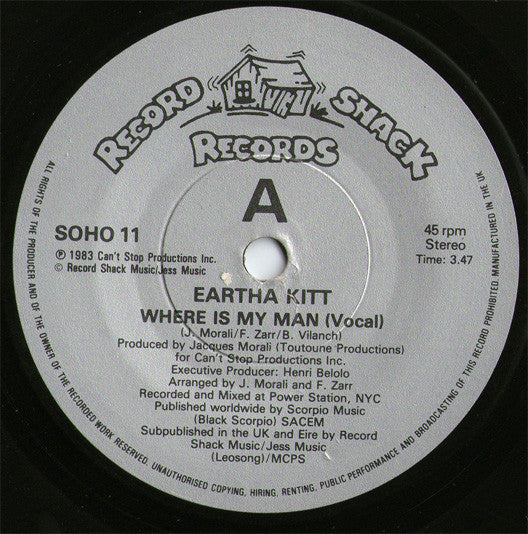 RECORD SHACK
RECORDS
A
SOHO 11
℗ 1983 Can't Stop Productions Inc.
© Record Shack Music/Jess Music
45 rpm
Stereo
Time: 3.47
EARTHA KITT
WHERE IS MY MAN (Vocal)
(J. Morali/F. Zarr/B. Vilanch)
Produced by Jacques Morali (Toutoune Productions)
for Can't Stop Productions Inc.
Executive Producer: Henri Belolo
Arranged by J. Morali and F. Zarr
Recorded and Mixed at Power Station, NYC
Published worldwide by Scorpio Music
(Black Scorpio) SACEM
Subpublished in the UK and Eire by Record
Shack Music/Jess Music
(Leosong)/MCPS
ALL RIGHTS OF THE PRODUCER AND OF THE OWNER OF THE RECORDED WORK RESERVED. UNAUTHORISED COPYING, HIRING, RENTING, PUBLIC PERFORMANCE AND BROADCASTING OF THIS RECORD PROHIBITED. MANUFACTURED IN THE UK